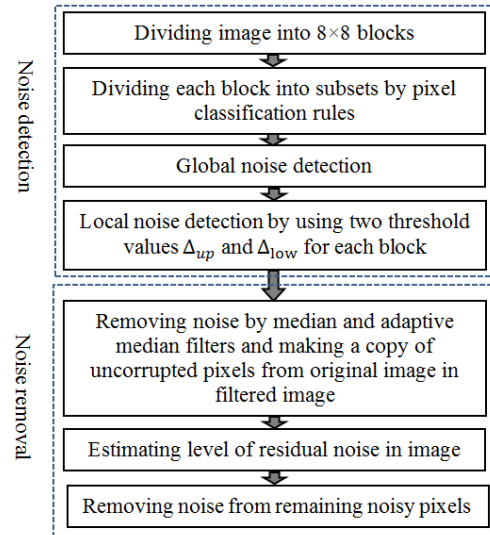 Noise detection
Dividing image into 8×8 blocks
Dividing each block into subsets by pixel
classification rules
Global noise detection
Local noise detection by using two threshold
values Δ_up and Δ_low for each block
Noise removal
Removing noise by median and adaptive
median filters and making a copy of
uncorrupted pixels from original image in
filtered image
Estimating level of residual noise in image
Removing noise from remaining noisy pixels